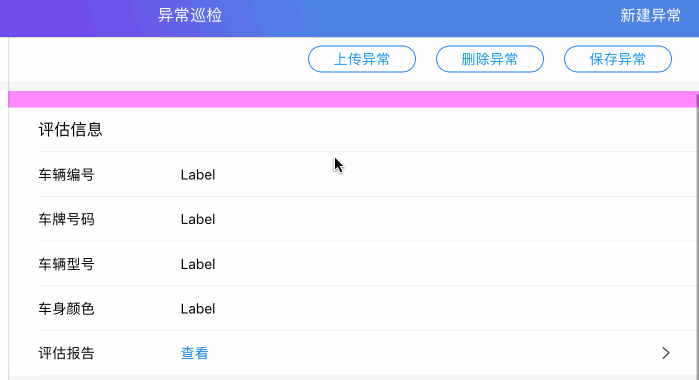 异常巡检 新建异常
上传异常 删除异常 保存异常
评估信息
车辆编号 Label
车牌号码 Label
车辆型号 Label
车身颜色 Label
评估报告 查看